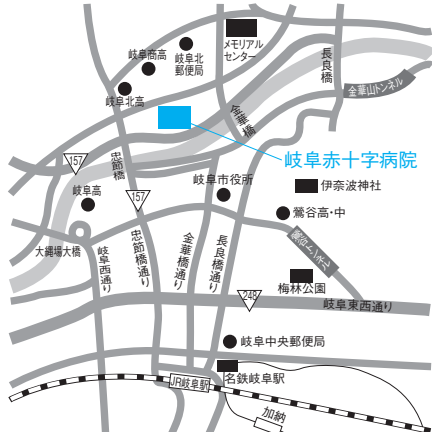 メモリアル
センター
岐阜商高
岐阜北
郵便局
長良橋
岐阜北高
金華橋
金華山トンネル
157
忠節橋
岐阜赤十字病院
岐阜高
157
岐阜市役所
伊奈波神社
鶯谷高・中
大縄場大橋
岐阜西通り
忠節橋通り
金華橋通り
長良橋通り
鶯谷トンネル
梅林公園
248
岐阜東西通り
岐阜中央郵便局
JR岐阜駅
名鉄岐阜駅
加納